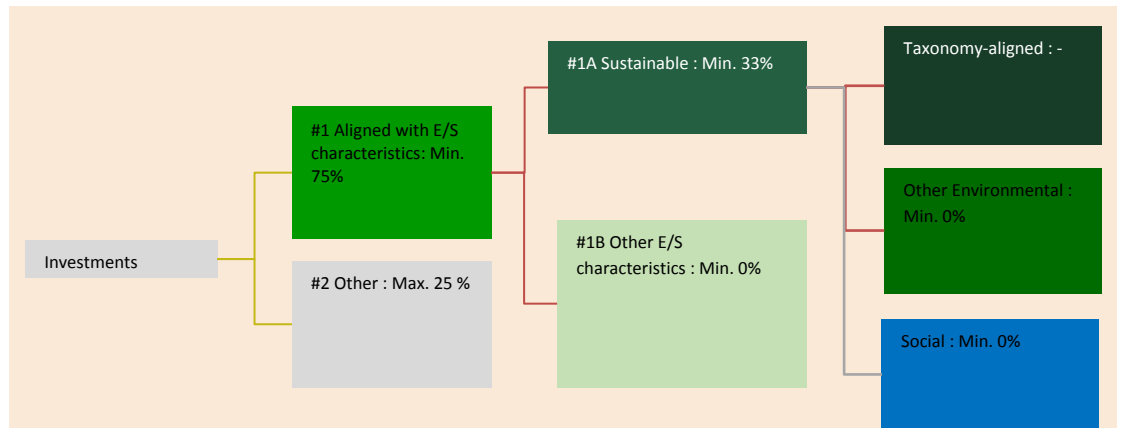 Investments
#1 Aligned with E/S
characteristics: Min.
75%
#2 Other : Max. 25 %
#1A Sustainable : Min. 33%
#1B Other E/S
characteristics : Min. 0%
Taxonomy-aligned : -
Other Environmental :
Min. 0%
Social : Min. 0%